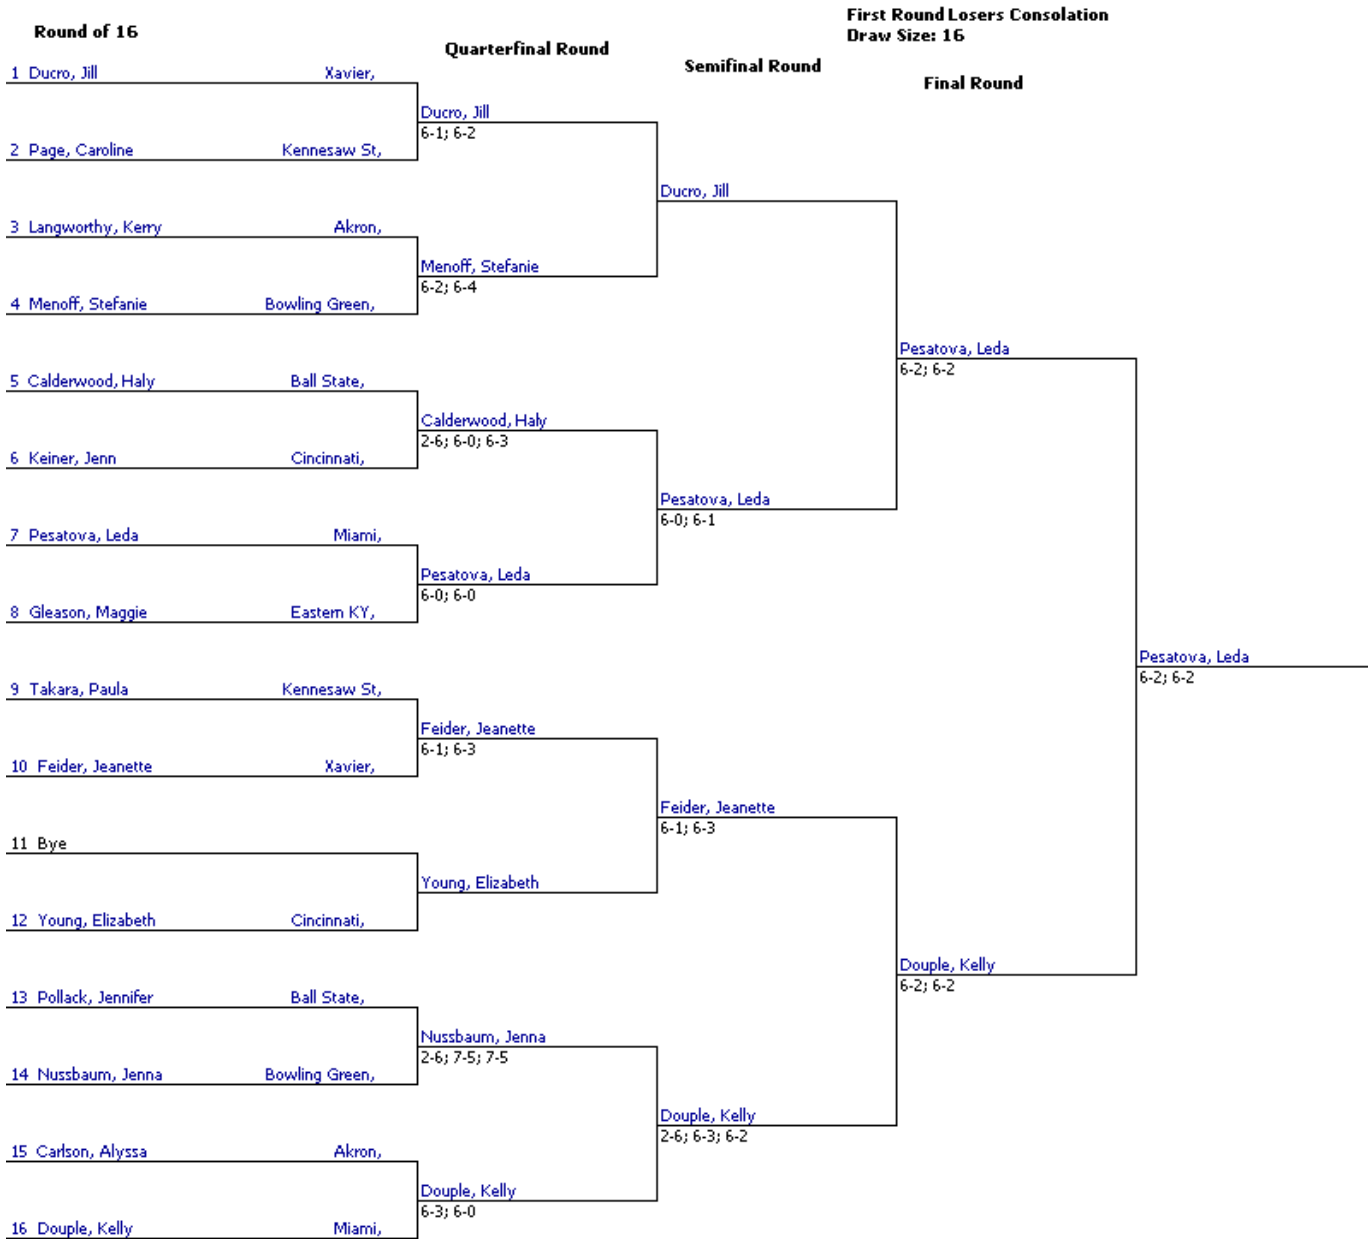 First Round Losers Consolation
Draw Size: 16
Round of 16
Quarterfinal Round
Semifinal Round
Final Round
1 Ducro, Jill Xavier,
Ducro, Jill
6-1; 6-2
2 Page, Caroline Kennesaw St,
Ducro, Jill
3 Langworthy, Kerry Akron,
Menoff, Stefanie
6-2; 6-4
4 Menoff, Stefanie Bowling Green,
Pesatova, Leda
6-2; 6-2
5 Calderwood, Haly Ball State,
Calderwood, Haly
2-6; 6-0; 6-3
6 Keiner, Jenn Cincinnati,
Pesatova, Leda
6-0; 6-1
7 Pesatova, Leda Miami,
Pesatova, Leda
6-0; 6-0
8 Gleason, Maggie Eastern KY,
Pesatova, Leda
6-2; 6-2
9 Takara, Paula Kennesaw St,
Feider, Jeanette
6-1; 6-3
10 Feider, Jeanette Xavier,
Feider, Jeanette
6-1; 6-3
11 Bye
Young, Elizabeth
12 Young, Elizabeth Cincinnati,
Douple, Kelly
6-2; 6-2
13 Pollack, Jennifer Ball State,
Nussbaum, Jenna
2-6; 7-5; 7-5
14 Nussbaum, Jenna Bowling Green,
Douple, Kelly
2-6; 6-3; 6-2
15 Carlson, Alyssa Akron,
Douple, Kelly
6-3; 6-0
16 Douple, Kelly Miami,